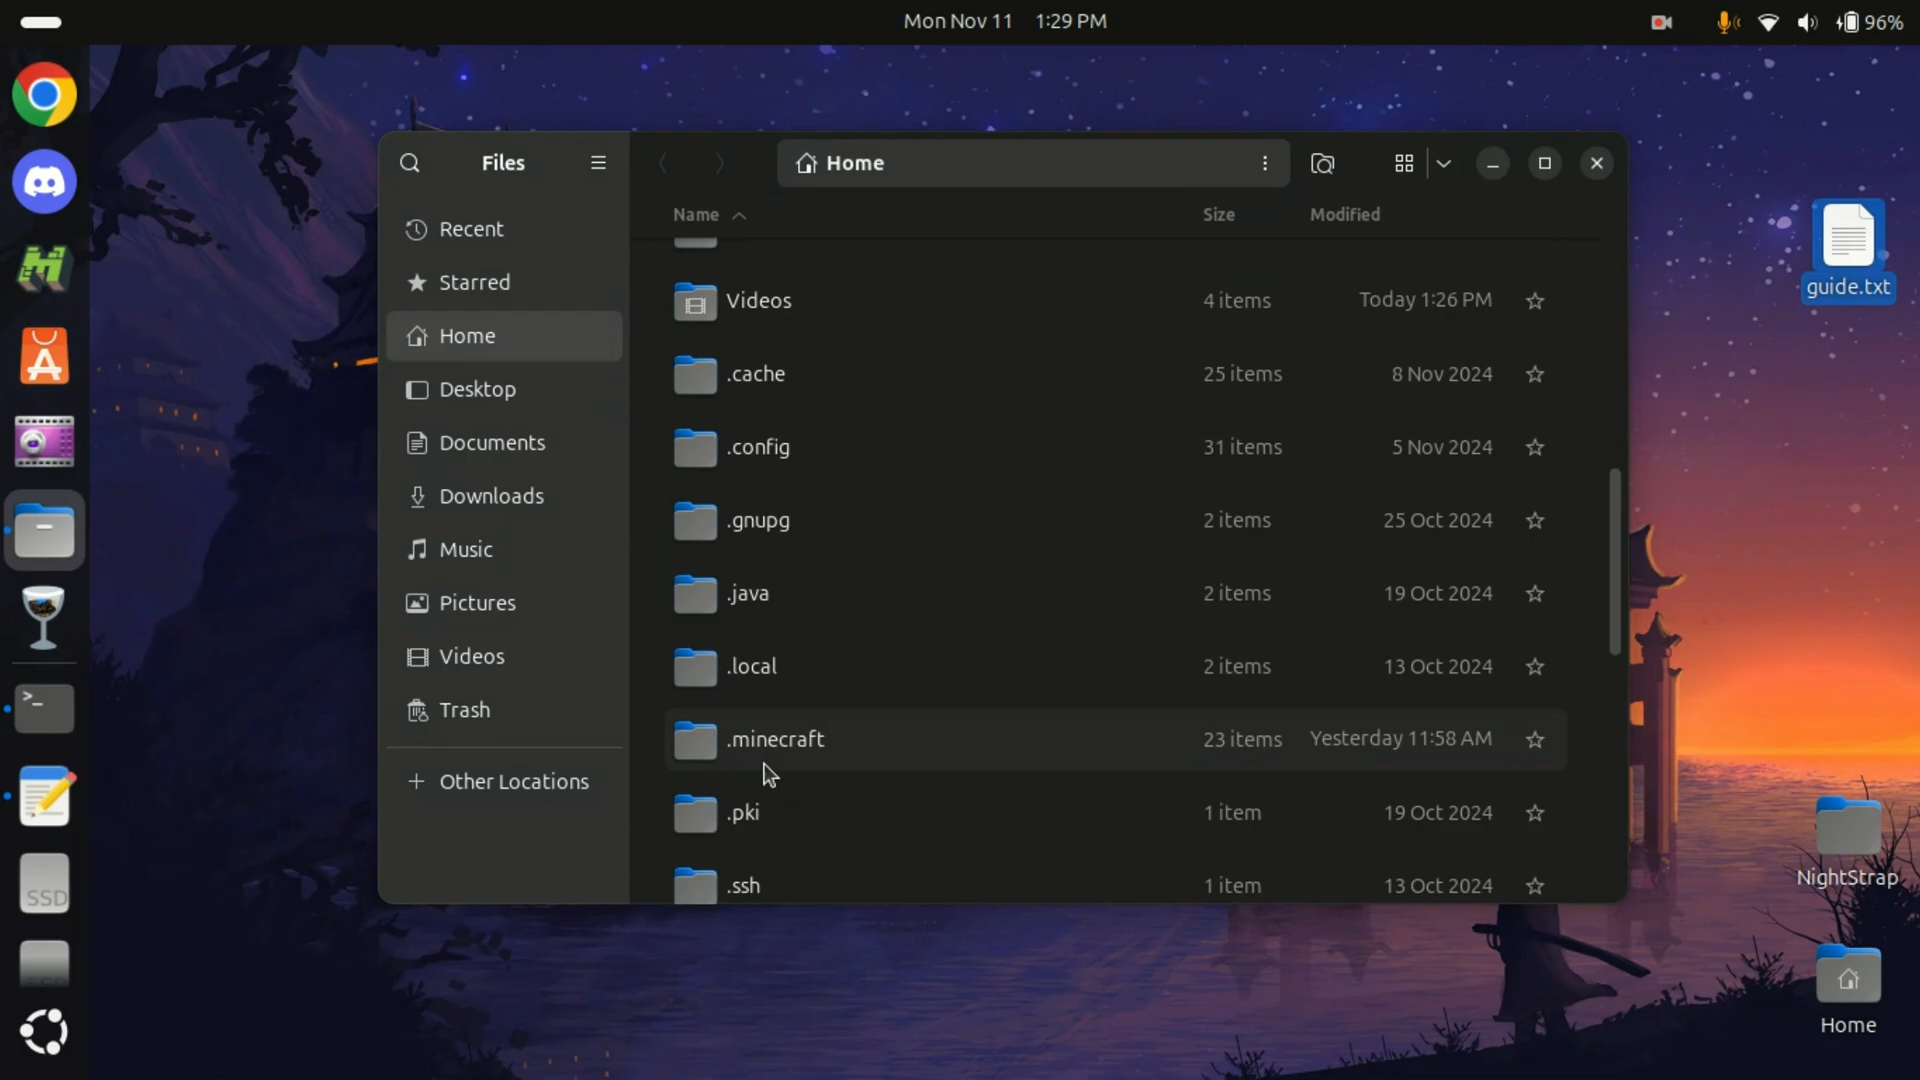 Mon Nov 11 1:29 PM
96%
Files
Home
Recent
Starred
Home
Desktop
Documents
Downloads
Music
Pictures
Videos
Trash
Other Locations
Name Size Modified
Videos 4 items Today 1:26 PM
.cache 25 items 8 Nov 2024
.config 31 items 5 Nov 2024
.gnupg 2 items 25 Oct 2024
.java 2 items 19 Oct 2024
.local 2 items 13 Oct 2024
.minecraft 23 items Yesterday 11:58 AM
.pki 1 item 19 Oct 2024
.ssh 1 item 13 Oct 2024
guide.txt
NightStrap
Home
SSD